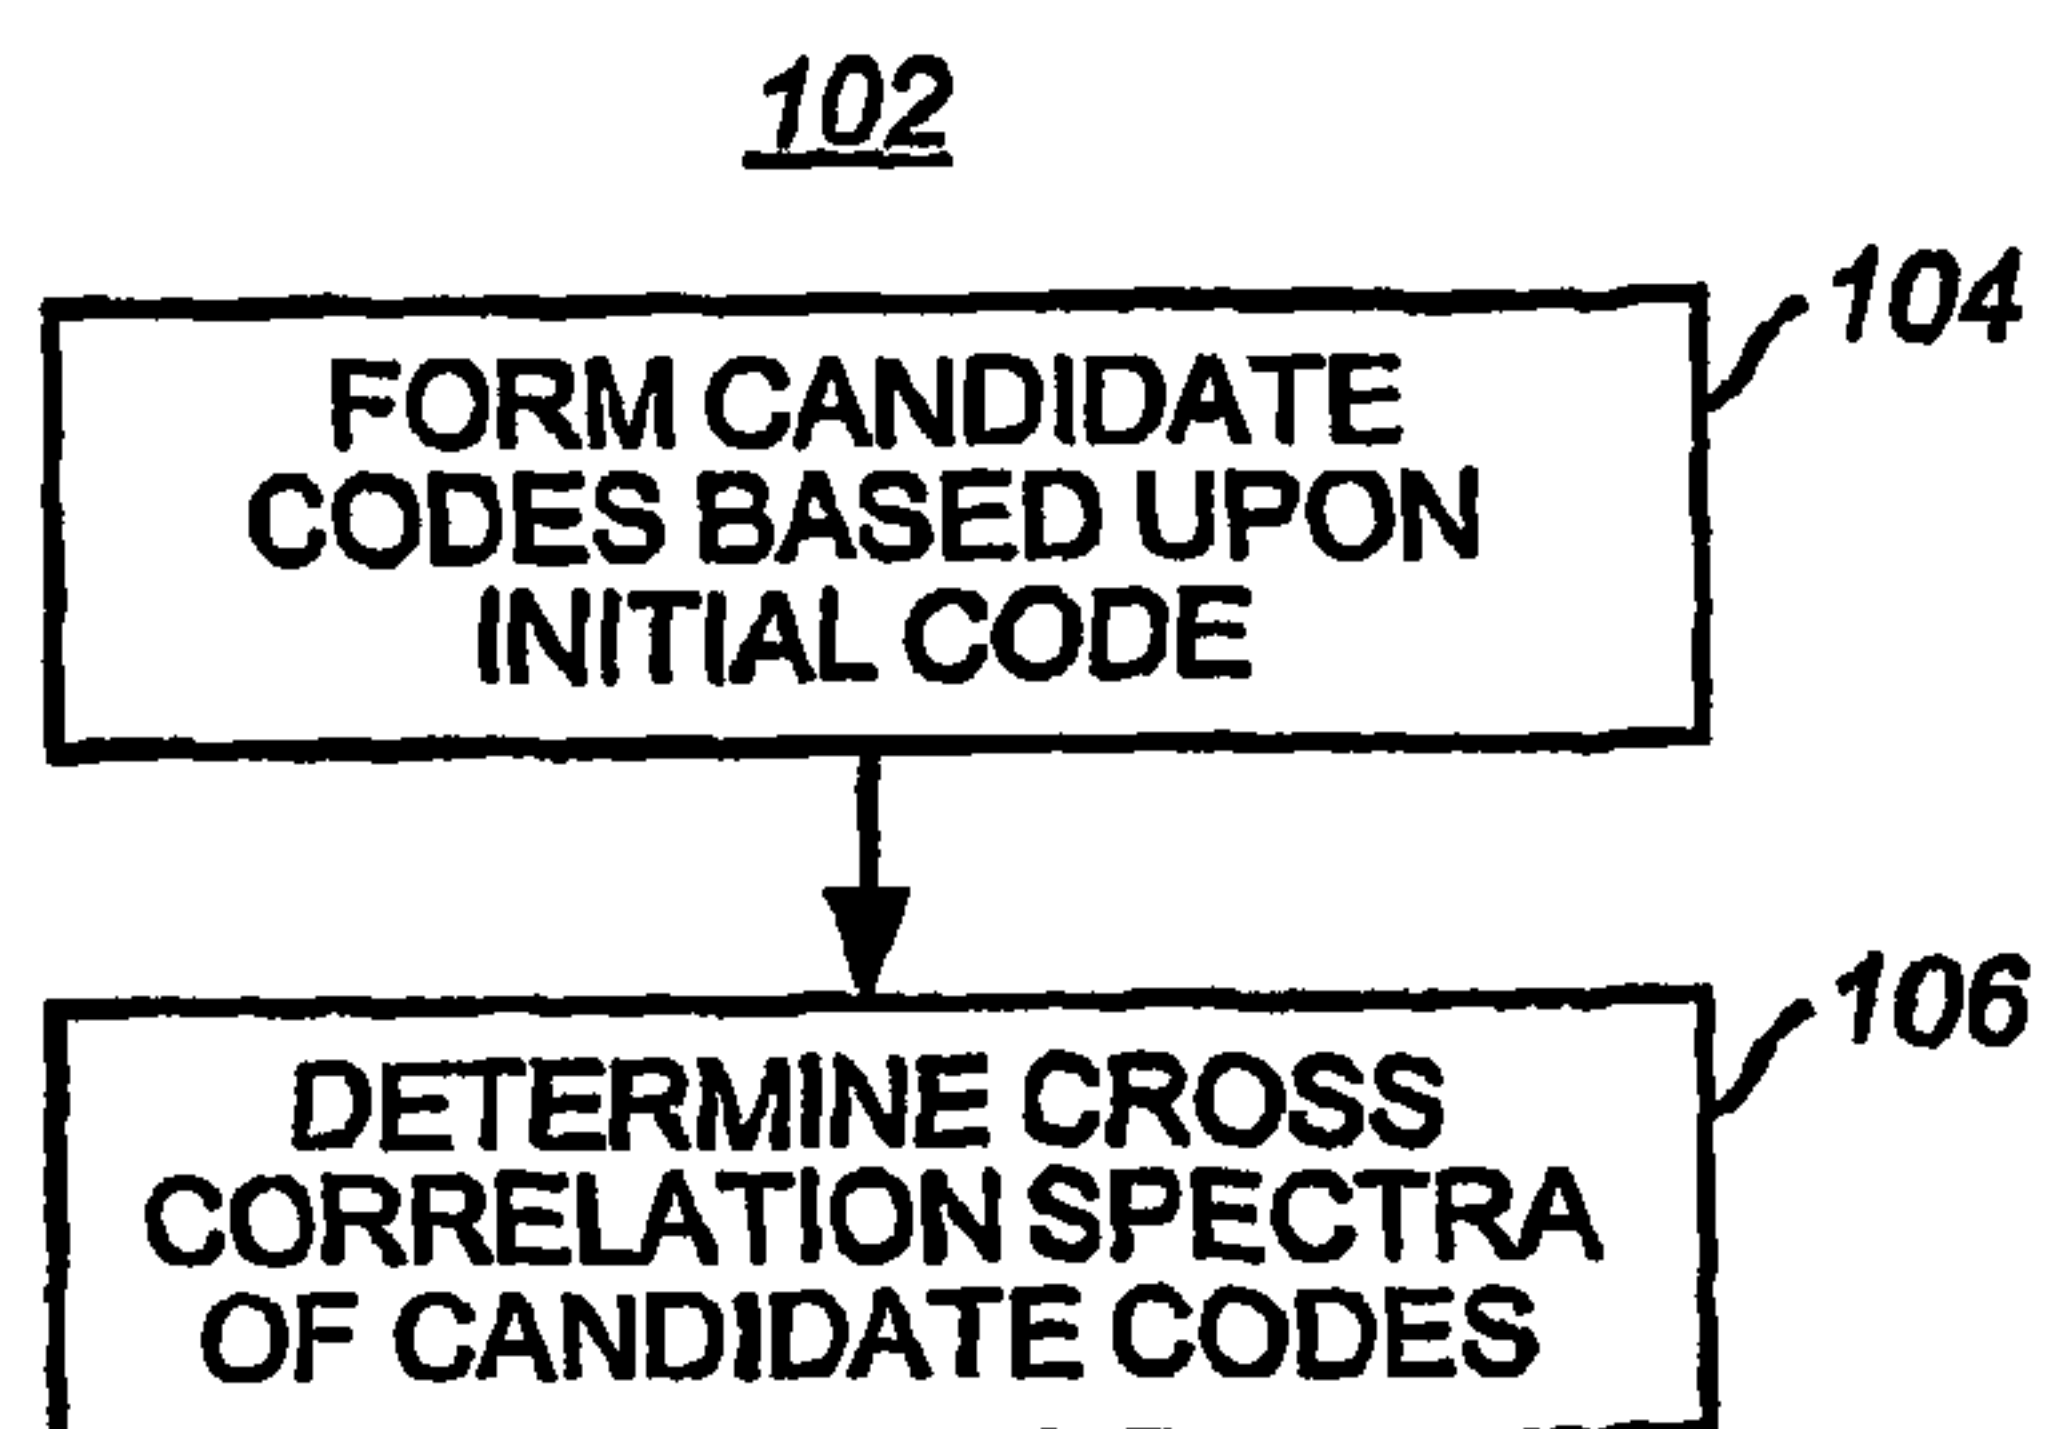 102
104
FORM CANDIDATE
CODES BASED UPON
INITIAL CODE
106
DETERMINE CROSS
CORRELATION SPECTRA
OF CANDIDATE CODES